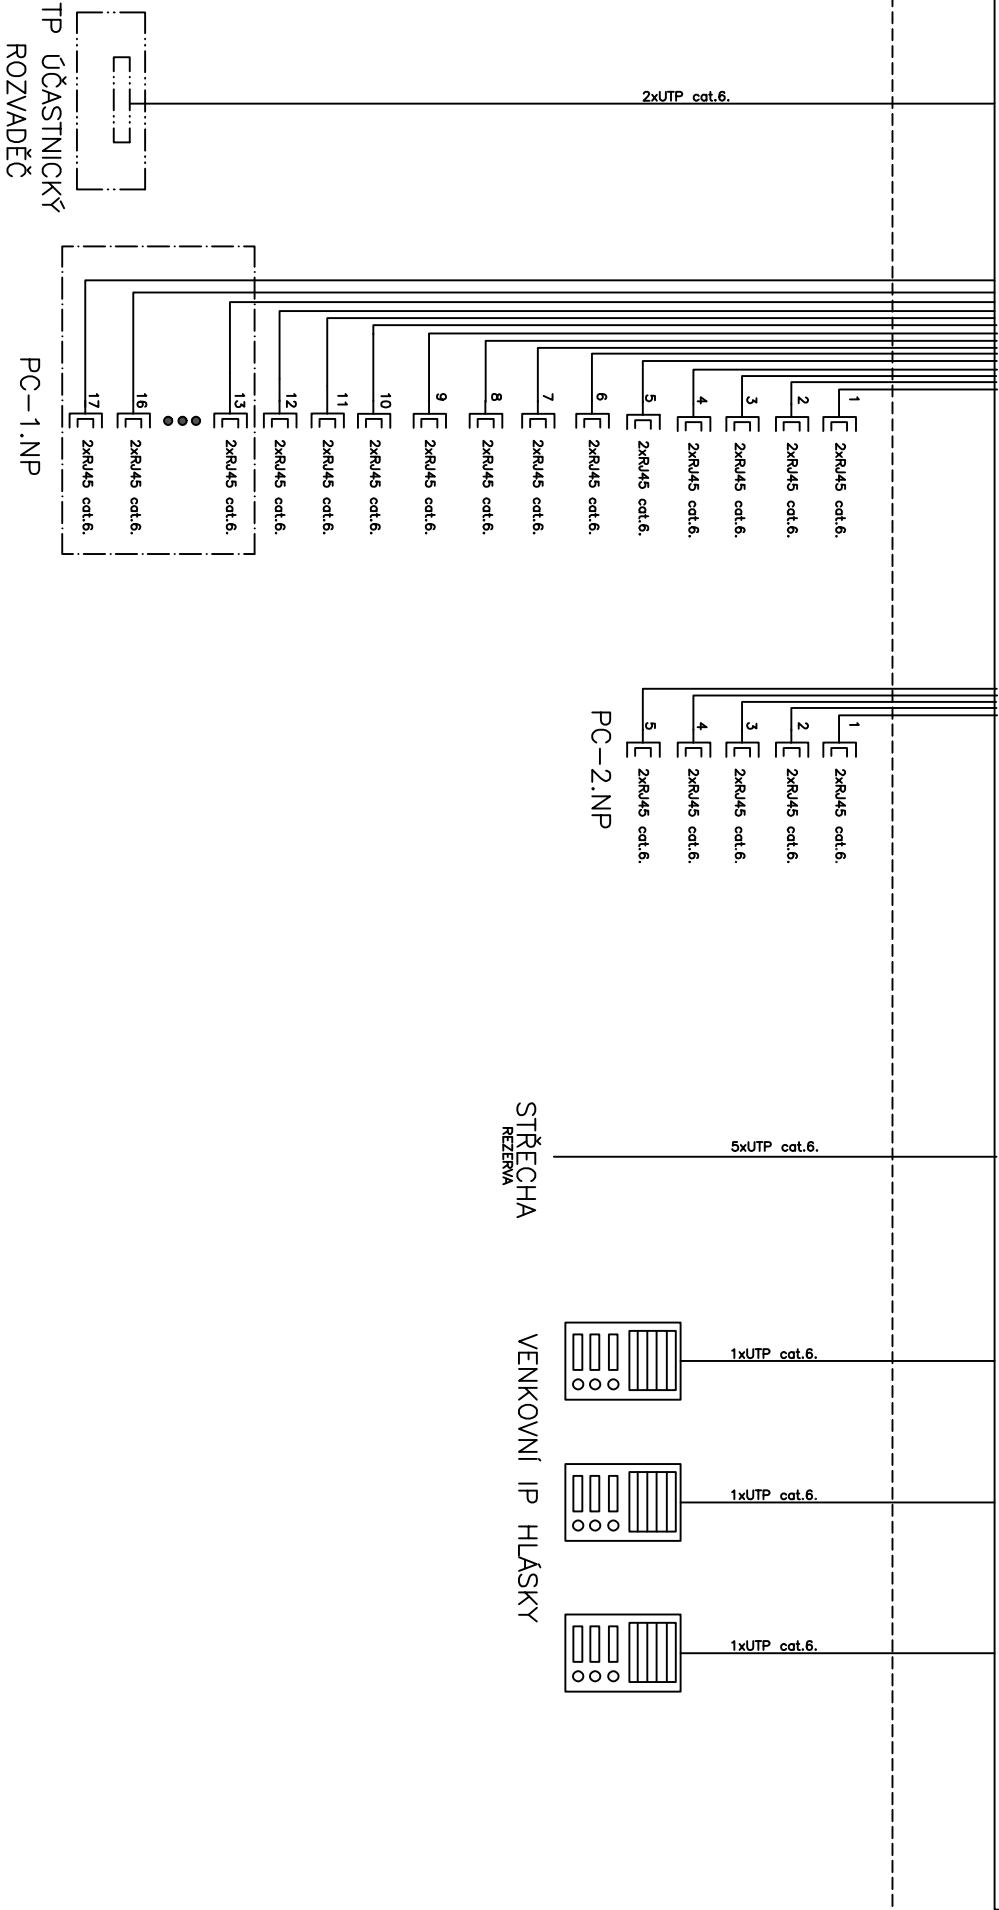 TP ÚČASTNICKÝ
ROZVADĚČ
2xUTP cat.6.
1
2xRJ45 cat.6.
2
2xRJ45 cat.6.
3
2xRJ45 cat.6.
4
2xRJ45 cat.6.
5
2xRJ45 cat.6.
6
2xRJ45 cat.6.
7
2xRJ45 cat.6.
8
2xRJ45 cat.6.
9
2xRJ45 cat.6.
10
2xRJ45 cat.6.
11
2xRJ45 cat.6.
12
2xRJ45 cat.6.
13
2xRJ45 cat.6.
16
2xRJ45 cat.6.
17
2xRJ45 cat.6.
PC-1.NP
1
2xRJ45 cat.6.
2
2xRJ45 cat.6.
3
2xRJ45 cat.6.
4
2xRJ45 cat.6.
5
2xRJ45 cat.6.
PC-2.NP
5xUTP cat.6.
STŘECHA
REZERVA
1xUTP cat.6.
1xUTP cat.6.
1xUTP cat.6.
VENKOVNÍ IP HLÁSKY